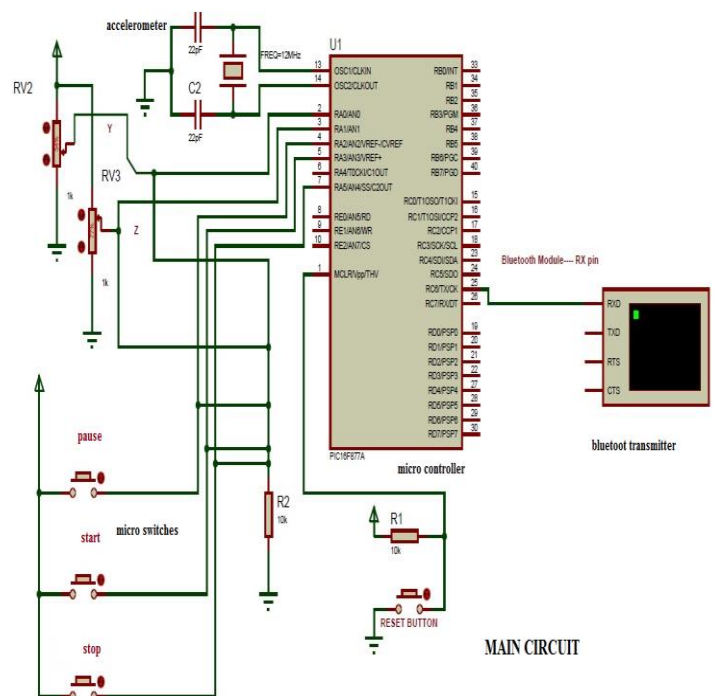 accelerometer
22pF
FREQ=12MHz
C2
22pF
RV2
Y
1k
RV3
Z
1k
U1
13 OSC1/CLKIN
14 OSC2/CLKOUT
2 RA0/AN0
3 RA1/AN1
4 RA2/AN2/VREF-/CVREF
5 RA3/AN3/VREF+
6 RA4/T0CKI/C1OUT
7 RA5/AN4/SS/C2OUT
8 RE0/AN5/RD
9 RE1/AN6/WR
10 RE2/AN7/CS
1 MCLR/Vpp/THV
RB0/INT 33
RB1 34
RB2 35
RB3/PGM 36
RB4 37
RB5 38
RB6/PGC 39
RB7/PGD 40
RC0/T1OSO/T1CKI 15
RC1/T1OSI/CCP2 16
RC2/CCP1 17
RC3/SCK/SCL 18
RC4/SDI/SDA 23
RC5/SDO 24
RC6/TX/CK 25
RC7/RX/DT 26
RD0/PSP0 19
RD1/PSP1 20
RD2/PSP2 21
RD3/PSP3 22
RD4/PSP4 27
RD5/PSP5 28
RD6/PSP6 29
RD7/PSP7 30
PIC16F877A
micro controller
Bluetooth Module---- RX pin
RXD
TXD
RTS
CTS
bluetoot transmitter
pause
micro switches
start
stop
R2
10k
R1
10k
RESET BUTTON
MAIN CIRCUIT